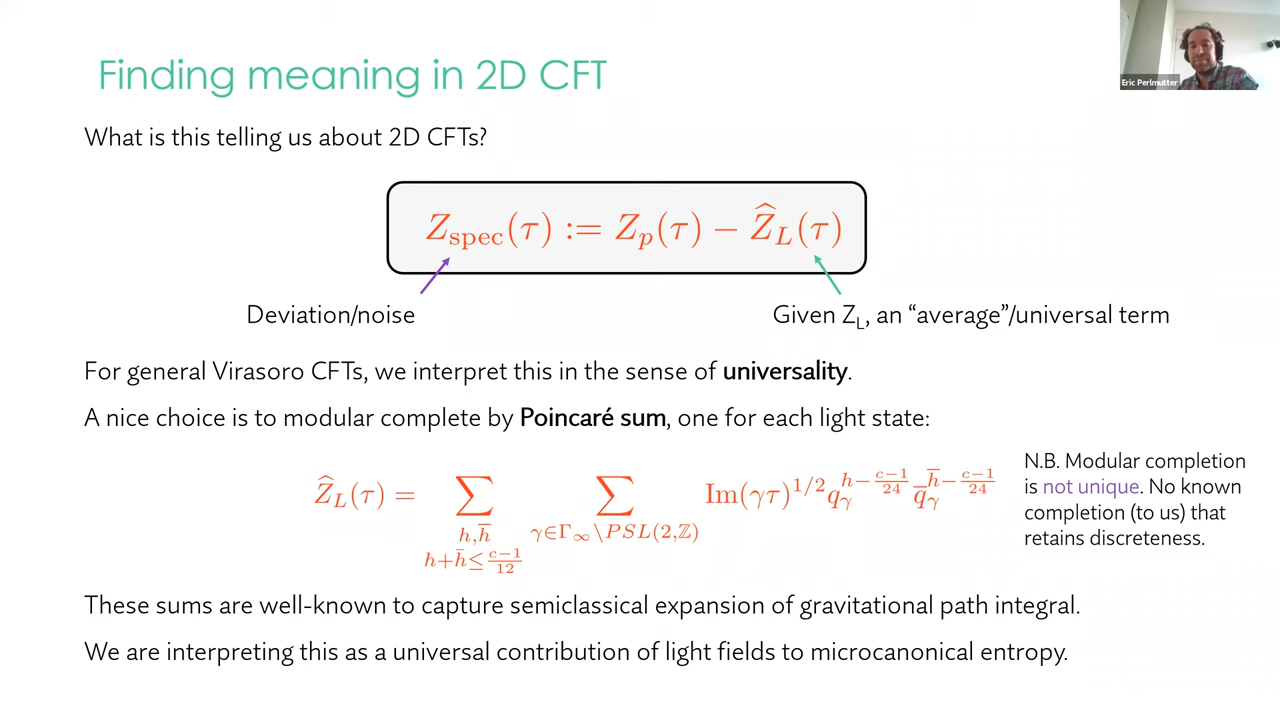 Finding meaning in 2D CFT
Eric Perlmutter
What is this telling us about 2D CFTs?
Z_spec(τ) := Z_p(τ) − Ẑ_L(τ)
Deviation/noise
Given Z_L, an “average”/universal term
For general Virasoro CFTs, we interpret this in the sense of universality.
A nice choice is to modular complete by Poincaré sum, one for each light state:
Ẑ_L(τ) = ∑_{h,h̄ h+h̄≤(c−1)/12} ∑_{γ∈Γ_∞\PSL(2,ℤ)} Im(γτ)^{1/2} q_γ^{h−(c−1)/24} q̄_γ^{h̄−(c−1)/24}
N.B. Modular completion
is not unique. No known
completion (to us) that
retains discreteness.
These sums are well-known to capture semiclassical expansion of gravitational path integral.
We are interpreting this as a universal contribution of light fields to microcanonical entropy.